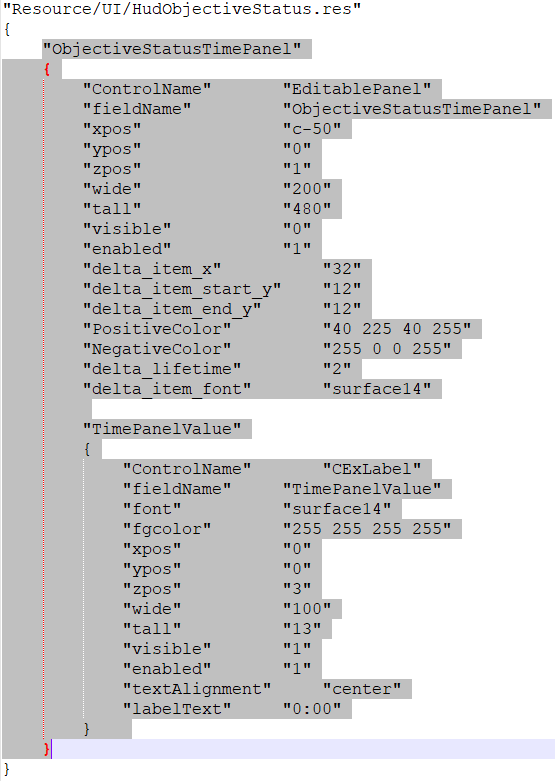 "Resource/UI/HudObjectiveStatus.res"
{
"ObjectiveStatusTimePanel"
{
"ControlName" "EditablePanel"
"fieldName" "ObjectiveStatusTimePanel"
"xpos" "c-50"
"ypos" "0"
"zpos" "1"
"wide" "200"
"tall" "480"
"visible" "0"
"enabled" "1"
"delta_item_x" "32"
"delta_item_start_y" "12"
"delta_item_end_y" "12"
"PositiveColor" "40 225 40 255"
"NegativeColor" "255 0 0 255"
"delta_lifetime" "2"
"delta_item_font" "surface14"
"TimePanelValue"
{
"ControlName" "CExLabel"
"fieldName" "TimePanelValue"
"font" "surface14"
"fgcolor" "255 255 255 255"
"xpos" "0"
"ypos" "0"
"zpos" "3"
"wide" "100"
"tall" "13"
"visible" "1"
"enabled" "1"
"textAlignment" "center"
"labelText" "0:00"
}
}
}